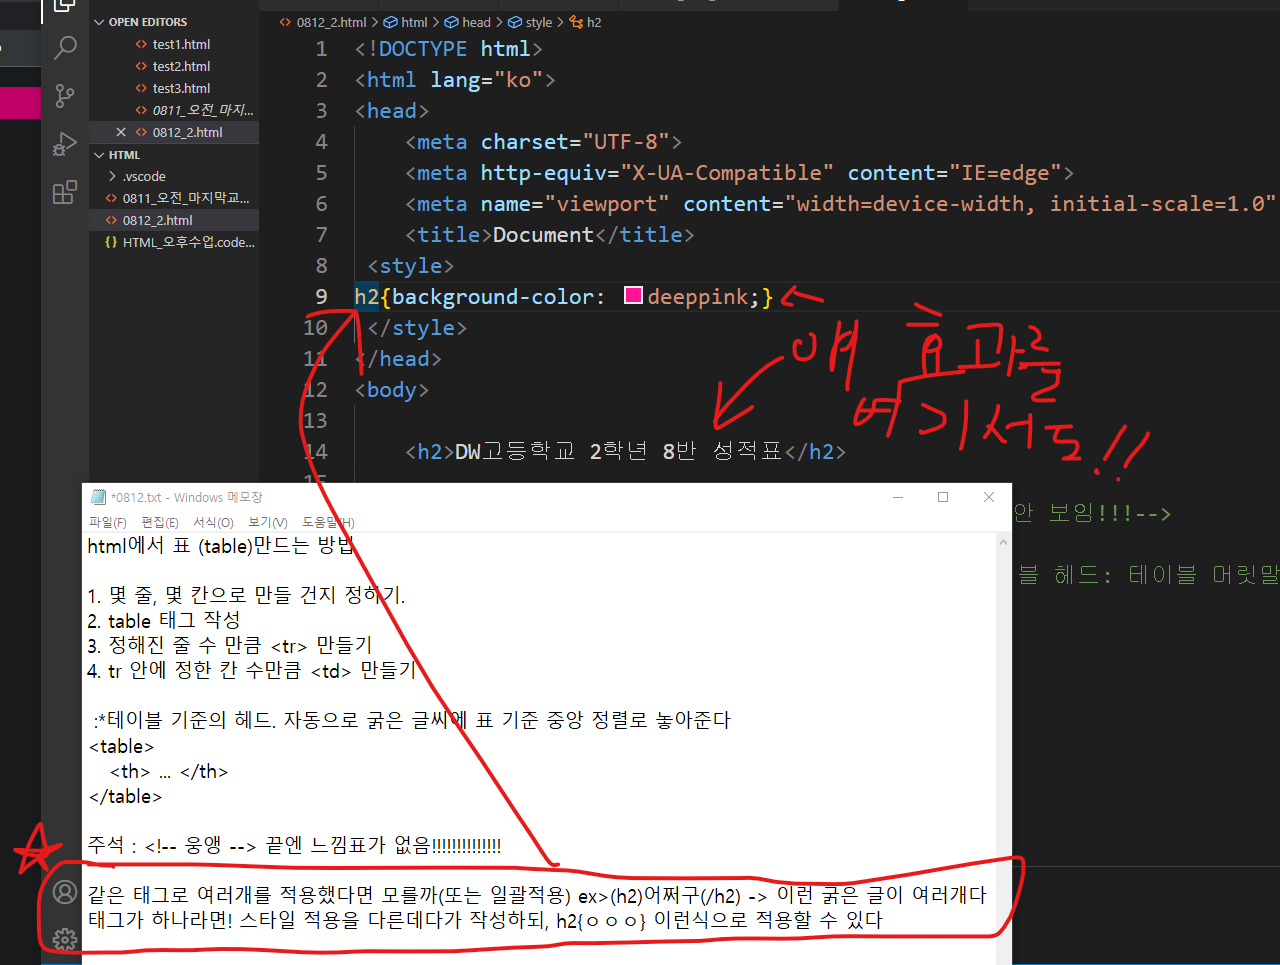 OPEN EDITORS
test1.html
test2.html
test3.html
0811_오전_마지...
0812_2.html
HTML
.vscode
0811_오전_마지막교...
0812_2.html
HTML_오후수업.code...
0812_2.html > html > head > style > h2
1 <!DOCTYPE html>
2 <html lang="ko">
3 <head>
4 <meta charset="UTF-8">
5 <meta http-equiv="X-UA-Compatible" content="IE=edge">
6 <meta name="viewport" content="width=device-width, initial-scale=1.0"
7 <title>Document</title>
8 <style>
9 h2{background-color: deeppink;}
10 </style>
11 </head>
12 <body>
13
14 <h2>DW고등학교 2학년 8반 성적표</h2>
15
얘 효과를
여기서도!!
안 보임!!!-->
블 헤드: 테이블 머릿말
*0812.txt - Windows 메모장
파일(F) 편집(E) 서식(O) 보기(V) 도움말(H)
html에서 표 (table)만드는 방법
1. 몇 줄, 몇 칸으로 만들 건지 정하기.
2. table 태그 작성
3. 정해진 줄 수 만큼 <tr> 만들기
4. tr 안에 정한 칸 수만큼 <td> 만들기
:*테이블 기준의 헤드. 자동으로 굵은 글씨에 표 기준 중앙 정렬로 놓아준다
<table>
<th> ... </th>
</table>
주석 : <!-- 웅앵 --> 끝엔 느낌표가 없음!!!!!!!!!!!!!!
같은 태그로 여러개를 적용했다면 모를까(또는 일괄적용) ex>(h2)어쩌구(/h2) -> 이런 굵은 글이 여러개다
태그가 하나라면! 스타일 적용을 다른데다가 작성하되, h2{ㅇㅇㅇ} 이런식으로 적용할 수 있다